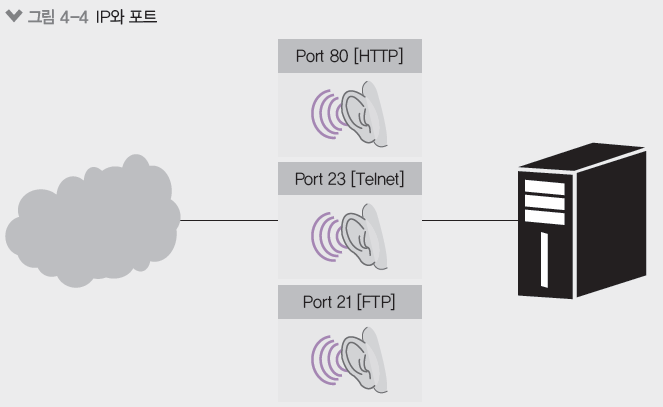 그림 4-4 IP와 포트
Port 80 [HTTP]
Port 23 [Telnet]
Port 21 [FTP]